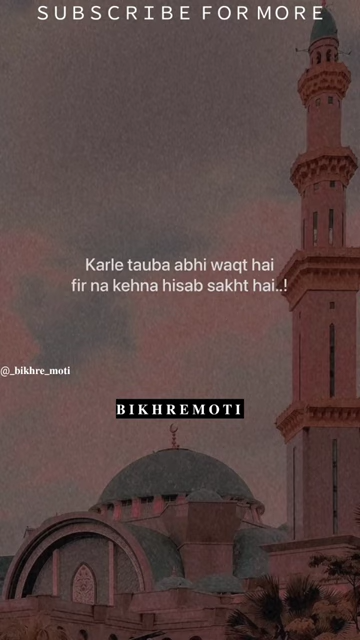 SUBSCRIBE FOR MORE
Karle tauba abhi waqt hai
fir na kehna hisab sakht hai..!
@_bikhre_moti
BIKHREMOTI